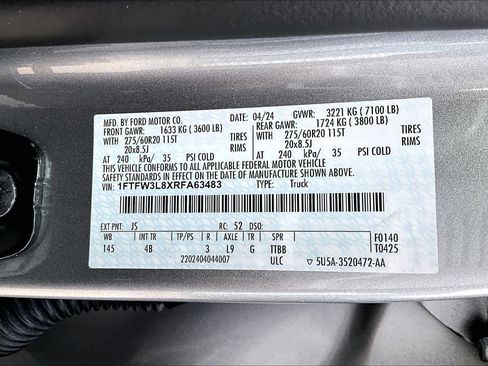 MFD. BY FORD MOTOR CO.
04/24 GVWR: 3221 KG (7100 LB)
FRONT GAWR: 1633 KG (3600 LB) REAR GAWR: 1724 KG (3800 LB)
WITH 275/60R20 115T TIRES WITH 275/60R20 115T TIRES
20x8.5J RIMS 20x8.5J RIMS
AT 240 kPa/ 35 PSI COLD AT 240 kPa/ 35 PSI COLD
THIS VEHICLE CONFORMS TO ALL APPLICABLE FEDERAL MOTOR VEHICLE
SAFETY, BUMPER, AND THEFT PREVENTION STANDARDS IN EFFECT ON THE DATE OF MANUFACTURE SHOWN ABOVE.
VIN: 1FTFW3L8XRFA63483 TYPE: Truck
EXT PNT: JS RC: 52 DSO:
WB INT TR TP/PS R AXLE TR SPR F0140
145 4B 3 L9 G TTBB T0425
2202404044007 ULC ▽ 5U5A-3520472-AA